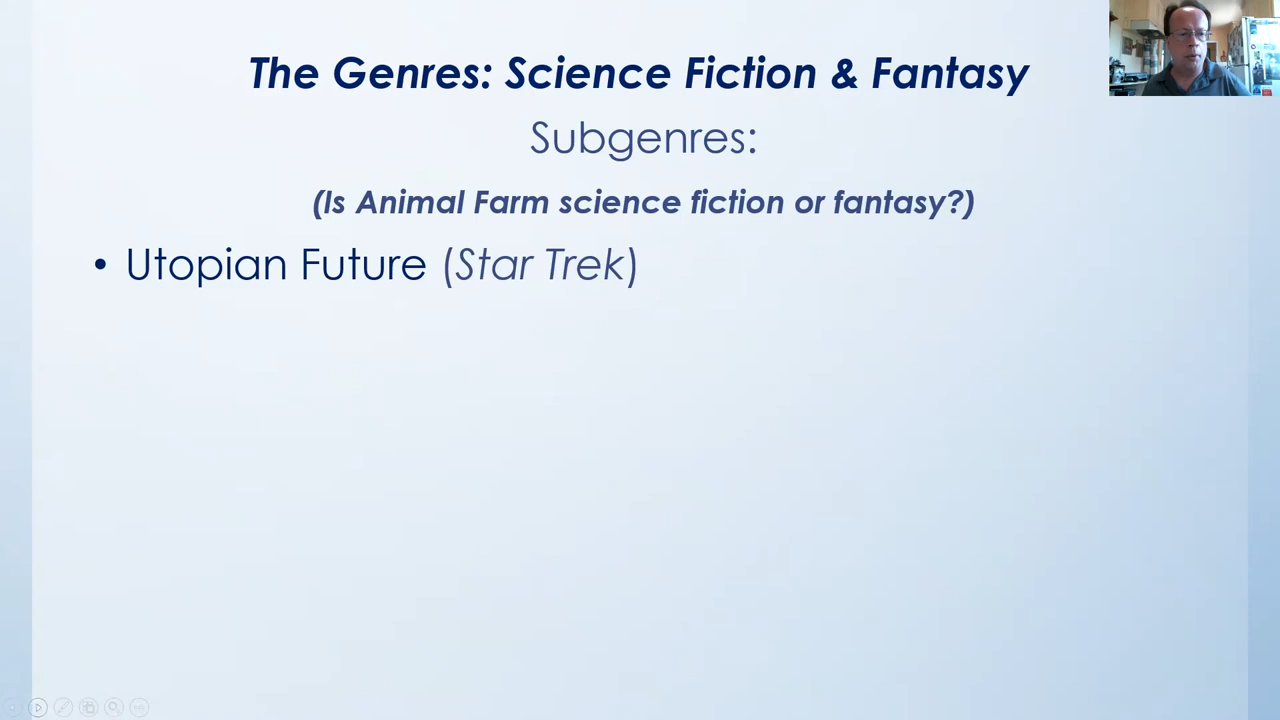 The Genres: Science Fiction & Fantasy
Subgenres:
(Is Animal Farm science fiction or fantasy?)
• Utopian Future (Star Trek)